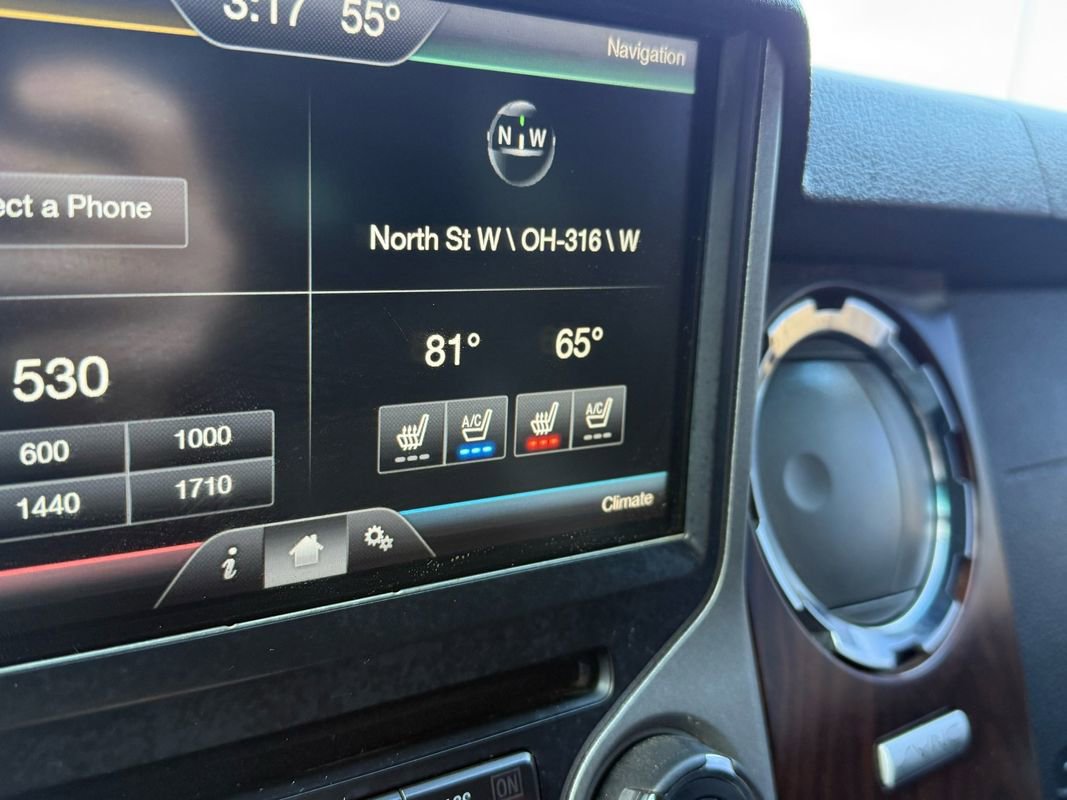 3:17 55°
Navigation
N W
ect a Phone
North St W \ OH-316 \ W
81° 65°
530
A/C A/C
600 1000
1440 1710
Climate
i
ON